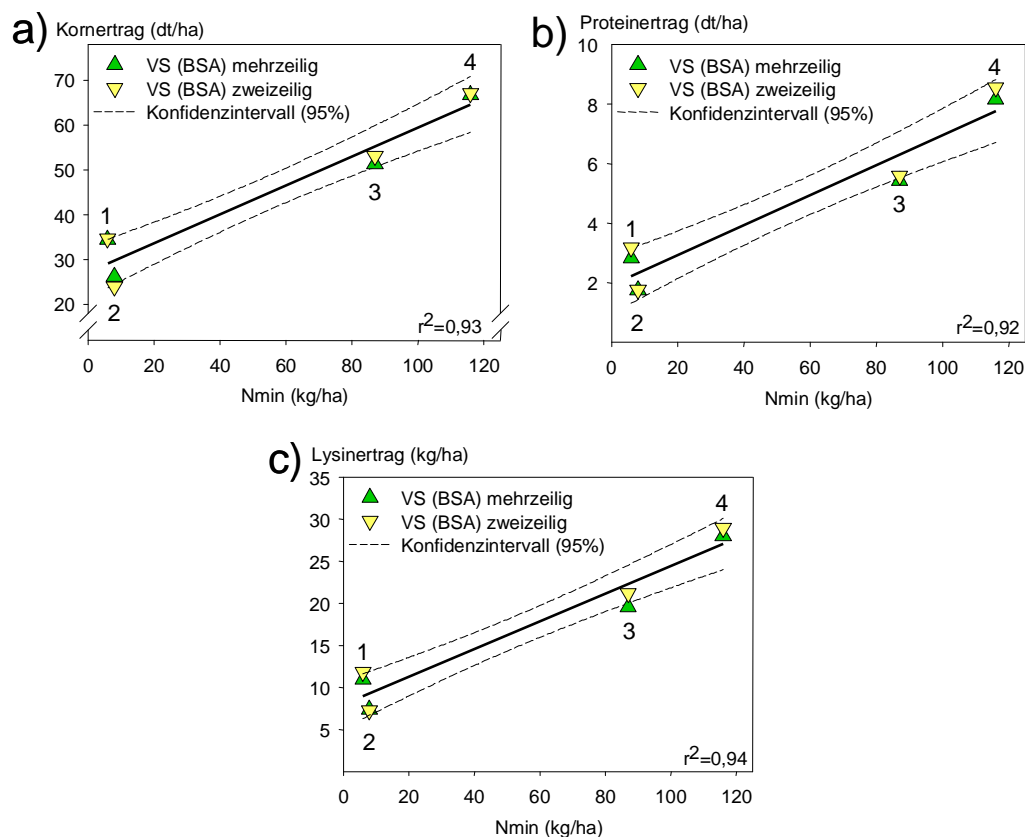 a) Kornertrag (dt/ha)
VS (BSA) mehrzeilig
VS (BSA) zweizeilig
Konfidenzintervall (95%)
70
60
50
40
30
20
1
2
3
4
r²=0,93
0 20 40 60 80 100 120
Nmin (kg/ha)
b) Proteinertrag (dt/ha)
VS (BSA) mehrzeilig
VS (BSA) zweizeilig
Konfidenzintervall (95%)
10
8
6
4
2
1
2
3
4
r²=0,92
0 20 40 60 80 100 120
Nmin (kg/ha)
c) Lysinertrag (kg/ha)
VS (BSA) mehrzeilig
VS (BSA) zweizeilig
Konfidenzintervall (95%)
35
30
25
20
15
10
5
1
2
3
4
r²=0,94
0 20 40 60 80 100 120
Nmin (kg/ha)